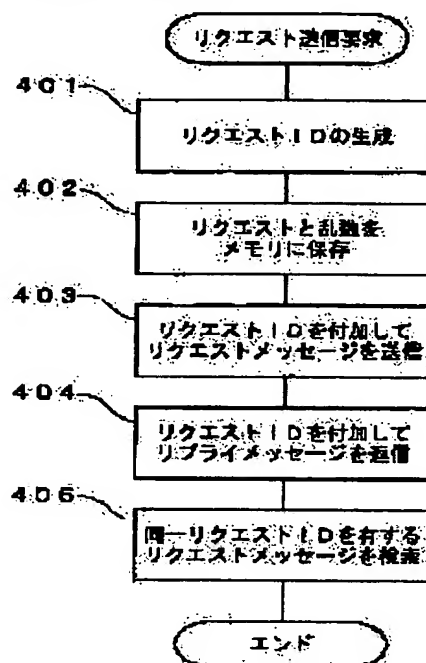 リクエスト送信要求
401
リクエストIDの生成
402
リクエストと乱数を
メモリに保存
403
リクエストIDを付加して
リクエストメッセージを送信
404
リクエストIDを付加して
リプライメッセージを返信
405
同一リクエストIDを有する
リクエストメッセージを検索
エンド